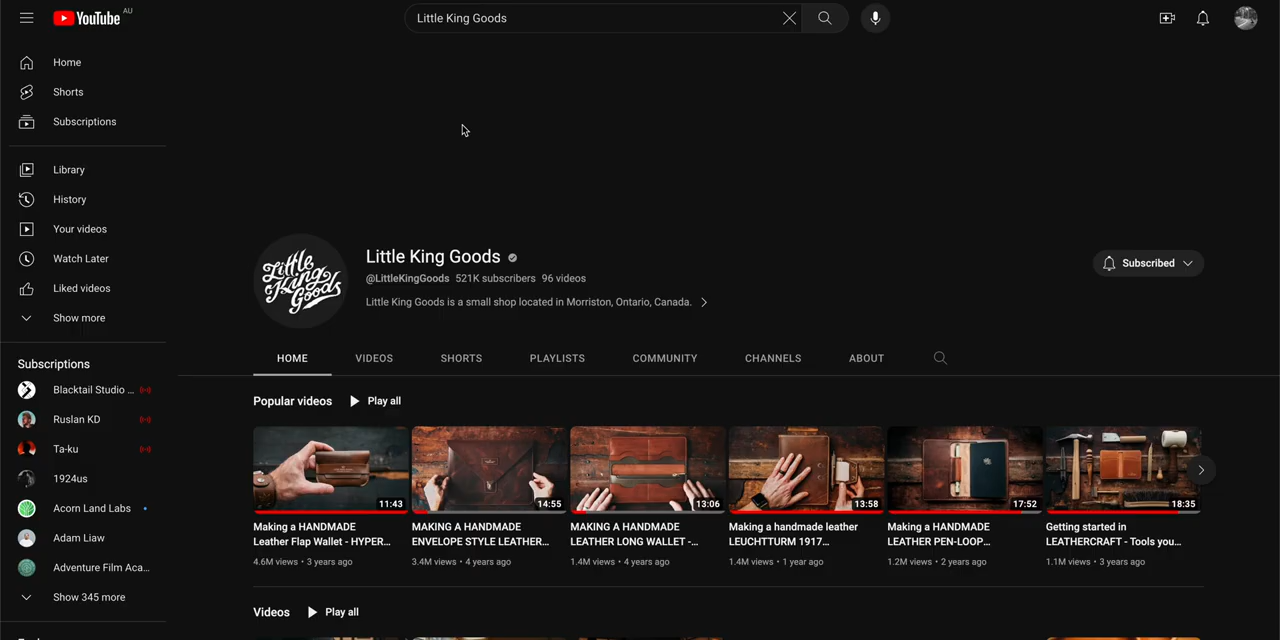 YouTube AU
Little King Goods
Home
Shorts
Subscriptions
Library
History
Your videos
Watch Later
Liked videos
Show more
Subscriptions
Blacktail Studio ...
Ruslan KD
Ta-ku
1924us
Acorn Land Labs
Adam Liaw
Adventure Film Aca...
Show 345 more
Little King Goods
Little King Goods
@LittleKingGoods 521K subscribers 96 videos
Little King Goods is a small shop located in Morriston, Ontario, Canada.
Subscribed
HOME VIDEOS SHORTS PLAYLISTS COMMUNITY CHANNELS ABOUT
Popular videos Play all
11:43
14:55
13:06
13:58
17:52
18:35
Making a HANDMADE
Leather Flap Wallet - HYPER...
4.6M views • 3 years ago
MAKING A HANDMADE
ENVELOPE STYLE LEATHER...
3.4M views • 4 years ago
MAKING A HANDMADE
LEATHER LONG WALLET -...
1.4M views • 4 years ago
Making a handmade leather
LEUCHTTURM 1917...
1.4M views • 1 year ago
Making a HANDMADE
LEATHER PEN-LOOP...
1.2M views • 2 years ago
Getting started in
LEATHERCRAFT - Tools you...
1.1M views • 3 years ago
Videos Play all